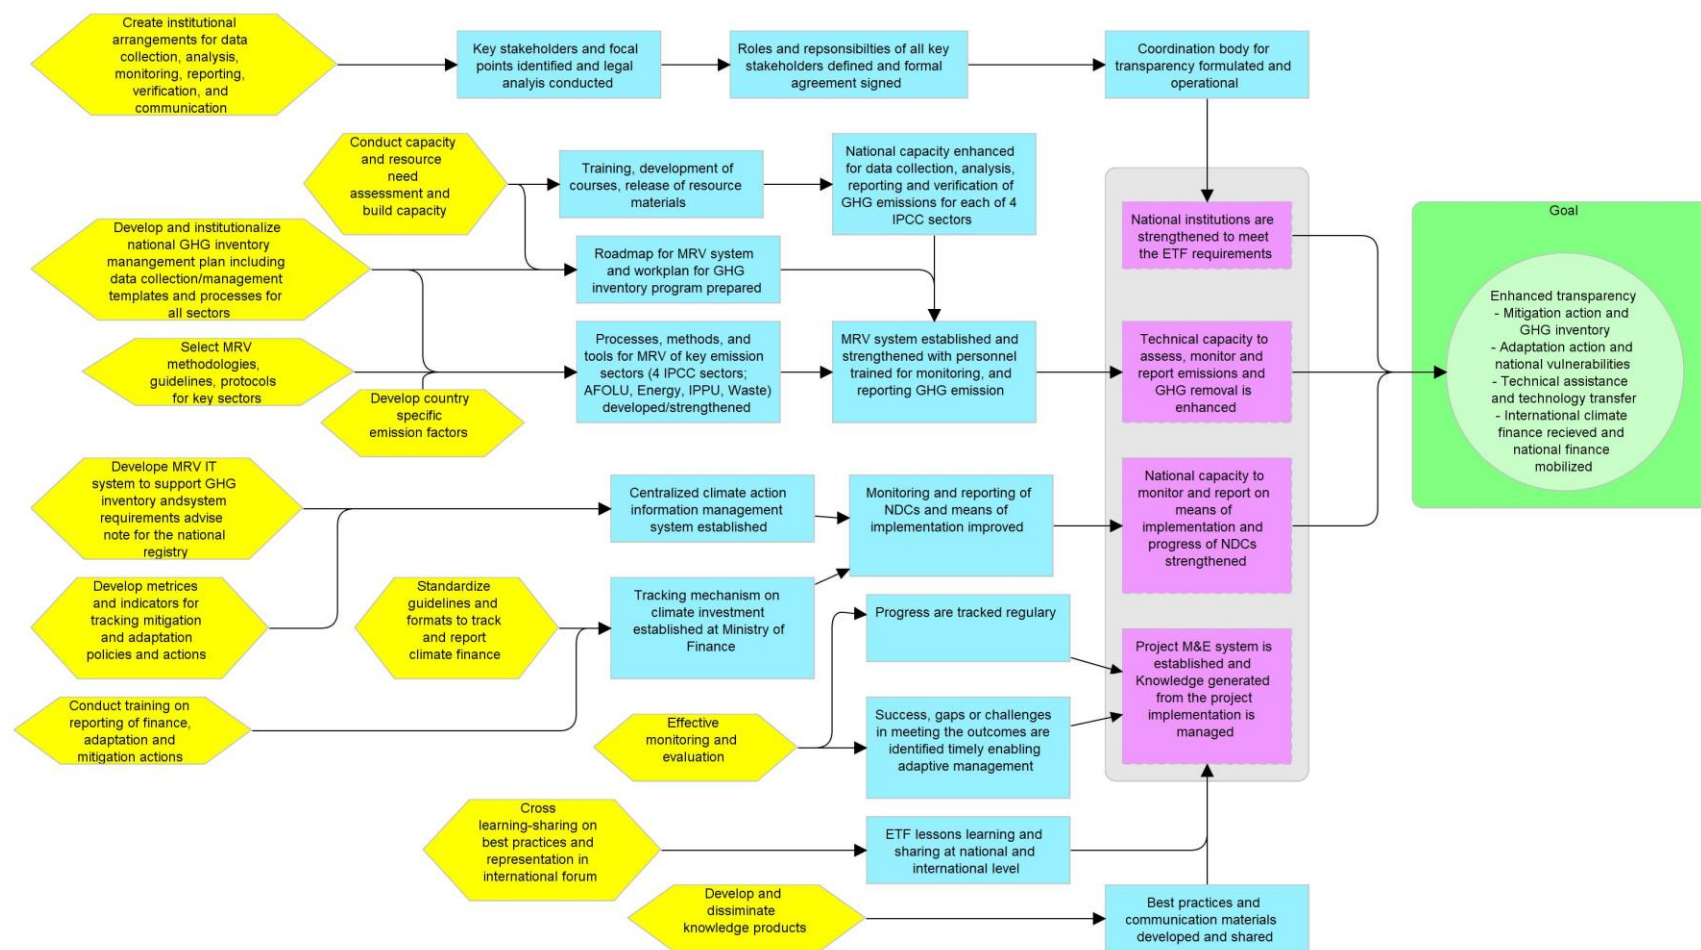 Create institutional
arrangements for data
collection, analysis,
monitoring, reporting,
verification, and
communication
Key stakeholders and focal
points identified and legal
analyis conducted
Roles and repsonsibilties of all key
stakeholders defined and formal
agreement signed
Coordination body for
transparency formulated and
operational
Conduct capacity
and resource
need
assessment and
build capacity
Training, development of
courses, release of resource
materials
National capacity enhanced
for data collection, analysis,
reporting and verification of
GHG emissions for each of 4
IPCC sectors
Develop and institutionalize
national GHG inventory
manangement plan including
data collection/management
templates and processes for
all sectors
Roadmap for MRV system
and workplan for GHG
inventory program prepared
National institutions are
strengthened to meet
the ETF requirements
Goal
Enhanced transparency
- Mitigation action and
GHG inventory
- Adaptation action and
national vulnerabilities
- Technical assistance
and technology transfer
- International climate
finance recieved and
national finance
mobilized
Select MRV
methodologies,
guidelines, protocols
for key sectors
Develop country
specific
emission factors
Processes, methods, and
tools for MRV of key emission
sectors (4 IPCC sectors;
AFOLU, Energy, IPPU, Waste)
developed/strengthened
MRV system established and
strengthened with personnel
trained for monitoring, and
reporting GHG emission
Technical capacity to
assess, monitor and
report emissions and
GHG removal is
enhanced
Develope MRV IT
system to support GHG
inventory andsystem
requirements advise
note for the national
registry
Centralized climate action
information management
system established
Monitoring and reporting of
NDCs and means of
implementation improved
National capacity to
monitor and report on
means of
implementation and
progress of NDCs
strengthened
Develop metrices
and indicators for
tracking mitigation
and adaptation
policies and actions
Standardize
guidelines and
formats to track
and report
climate finance
Tracking mechanism on
climate investment
established at Ministry of
Finance
Progress are tracked regulary
Project M&E system is
established and
Knowledge generated
from the project
implementation is
managed
Conduct training on
reporting of finance,
adaptation and
mitigation actions
Effective
monitoring and
evaluation
Success, gaps or challenges
in meeting the outcomes are
identified timely enabling
adaptive management
Cross
learning-sharing on
best practices and
representation in
international forum
ETF lessons learning and
sharing at national and
international level
Develop and
dissiminate
knowledge products
Best practices and
communication materials
developed and shared